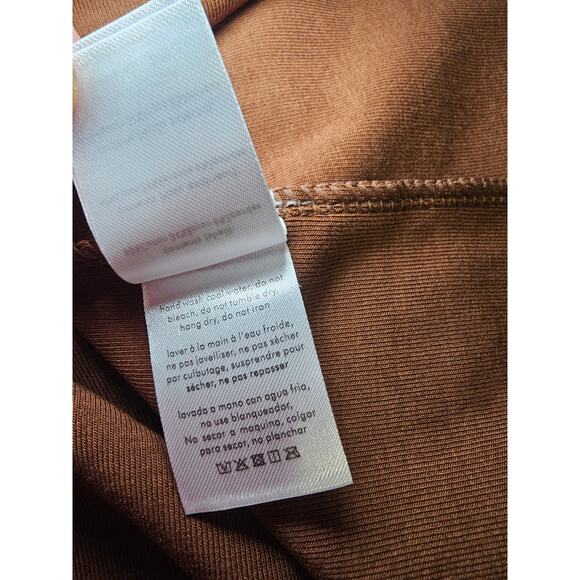 hand wash cool water, do not
bleach, do not tumble dry,
hang dry, do not iron
laver à la main à l'eau froide,
ne pas javelliser, ne pas sécher
par culbutage, suspendre pour
sécher, ne pas repasser
lavado a mano con agua fria,
no use blanqueador,
No secar a maquina, colgar
para secar, no planchar